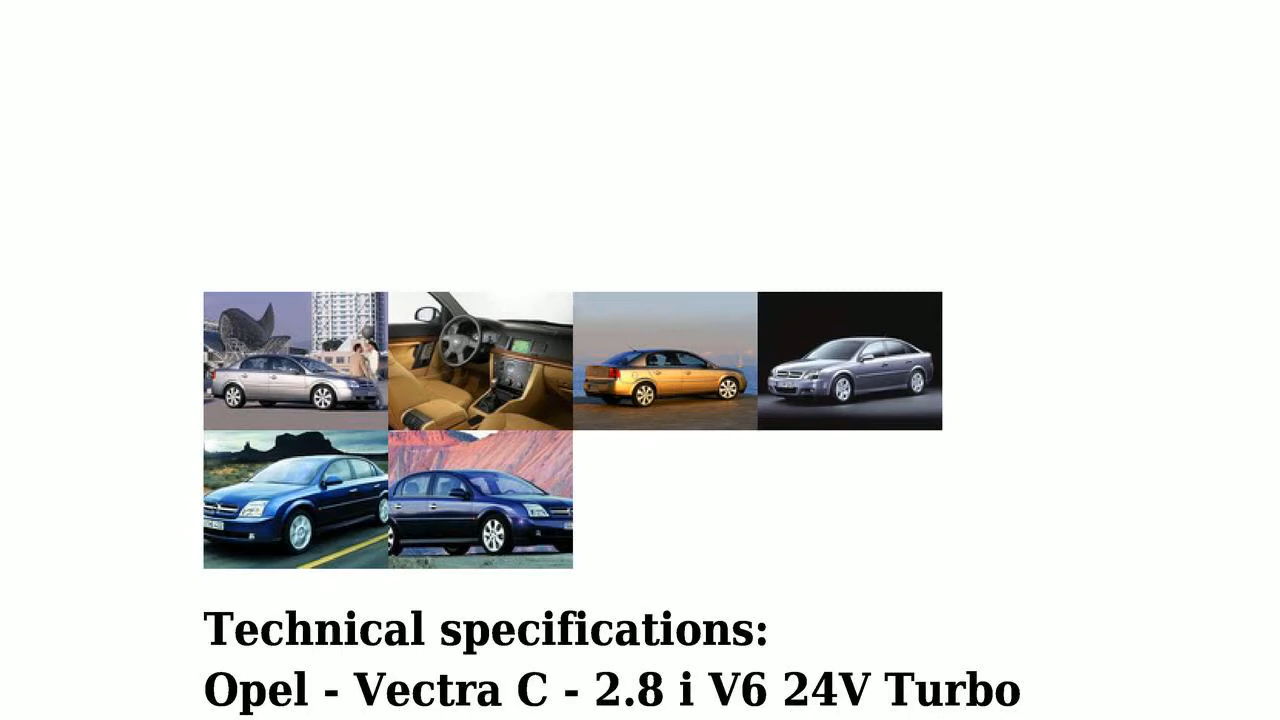 Technical specifications:
Opel - Vectra C - 2.8 i V6 24V Turbo